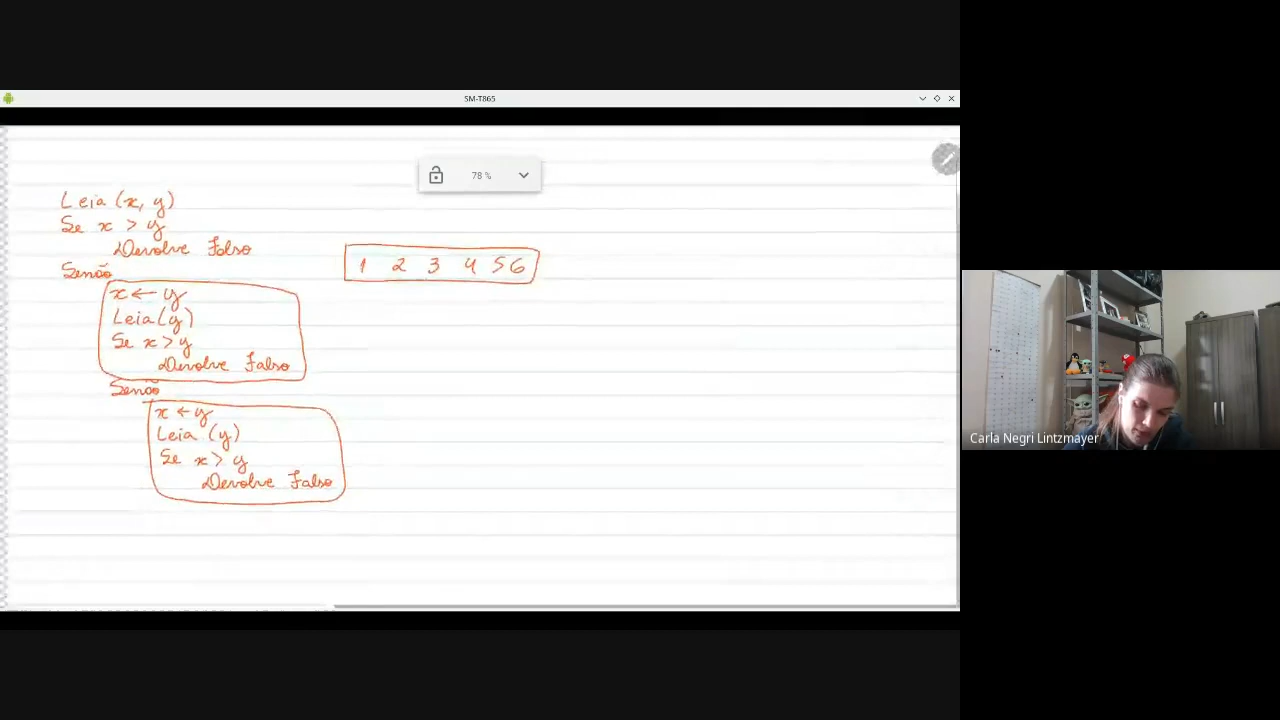 SM-T865
78 %
Leia (x, y)
Se x > y
Devolve Falso
Senão
x ← y
Leia(y)
Se x > y
Devolve Falso
Senão
x ← y
Leia (y)
Se x > y
Devolve Falso
1 2 3 4 5 6
Carla Negri Lintzmayer